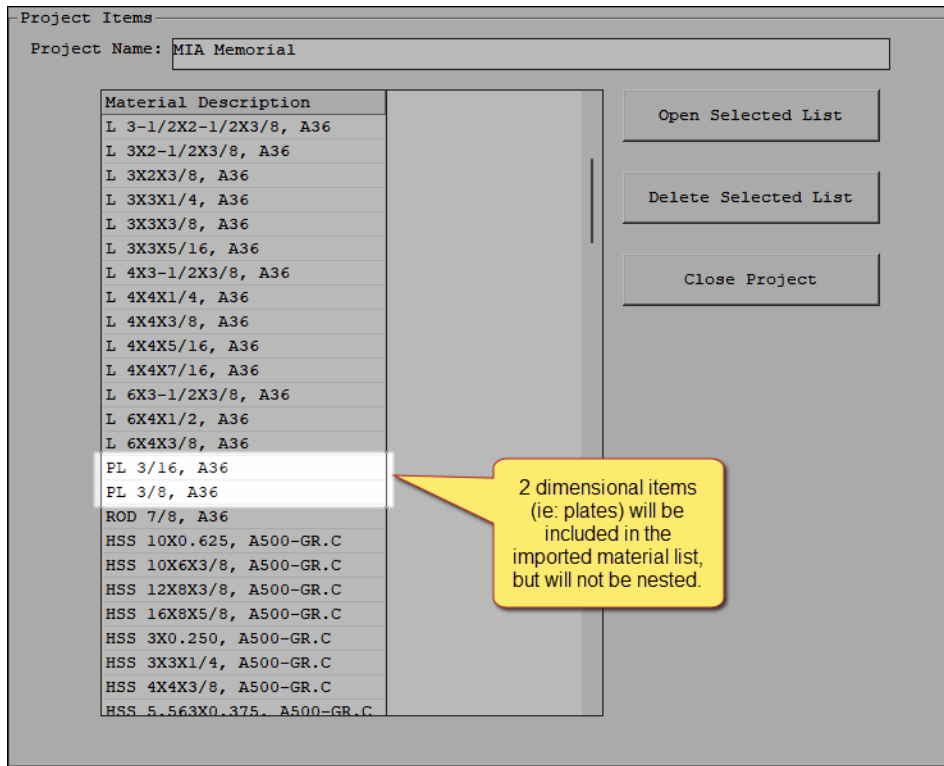 Project Items
Project Name: MIA Memorial
Material Description
L 3-1/2X2-1/2X3/8, A36
L 3X2-1/2X3/8, A36
L 3X2X3/8, A36
L 3X3X1/4, A36
L 3X3X3/8, A36
L 3X3X5/16, A36
L 4X3-1/2X3/8, A36
L 4X4X1/4, A36
L 4X4X3/8, A36
L 4X4X5/16, A36
L 4X4X7/16, A36
L 6X3-1/2X3/8, A36
L 6X4X1/2, A36
L 6X4X3/8, A36
PL 3/16, A36
PL 3/8, A36
ROD 7/8, A36
HSS 10X0.625, A500-GR.C
HSS 10X6X3/8, A500-GR.C
HSS 12X8X3/8, A500-GR.C
HSS 16X8X5/8, A500-GR.C
HSS 3X0.250, A500-GR.C
HSS 3X3X1/4, A500-GR.C
HSS 4X4X3/8, A500-GR.C
HSS 5.563X0.375, A500-GR.C
Open Selected List
Delete Selected List
Close Project
2 dimensional items
(ie: plates) will be
included in the
imported material list,
but will not be nested.